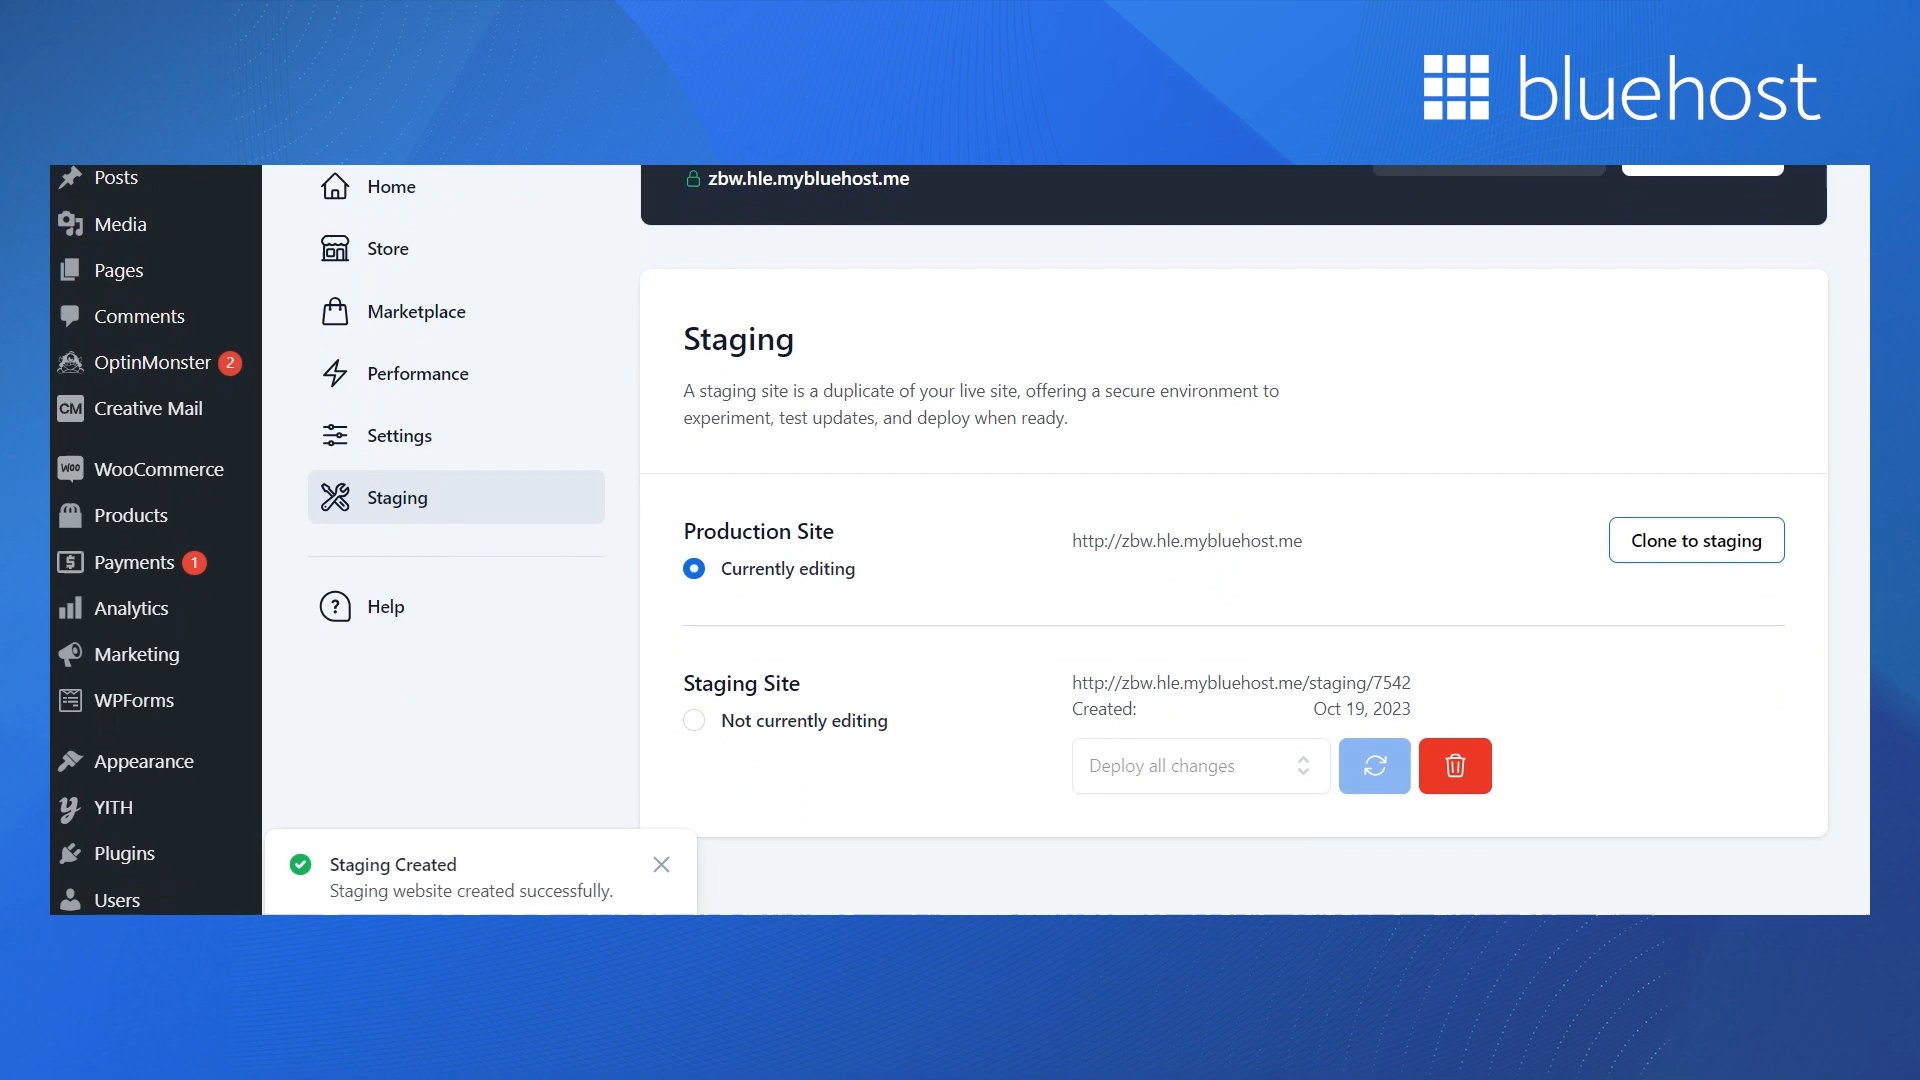 bluehost
Posts
Media
Pages
Comments
OptinMonster 2
CM Creative Mail
WOO WooCommerce
Products
Payments 1
Analytics
Marketing
WPForms
Appearance
YITH
Plugins
Users
Home
Store
Marketplace
Performance
Settings
Staging
Help
zbw.hle.mybluehost.me
Staging
A staging site is a duplicate of your live site, offering a secure environment to
experiment, test updates, and deploy when ready.
Production Site
Currently editing
http://zbw.hle.mybluehost.me
Clone to staging
Staging Site
Not currently editing
http://zbw.hle.mybluehost.me/staging/7542
Created: Oct 19, 2023
Deploy all changes
Staging Created
Staging website created successfully.